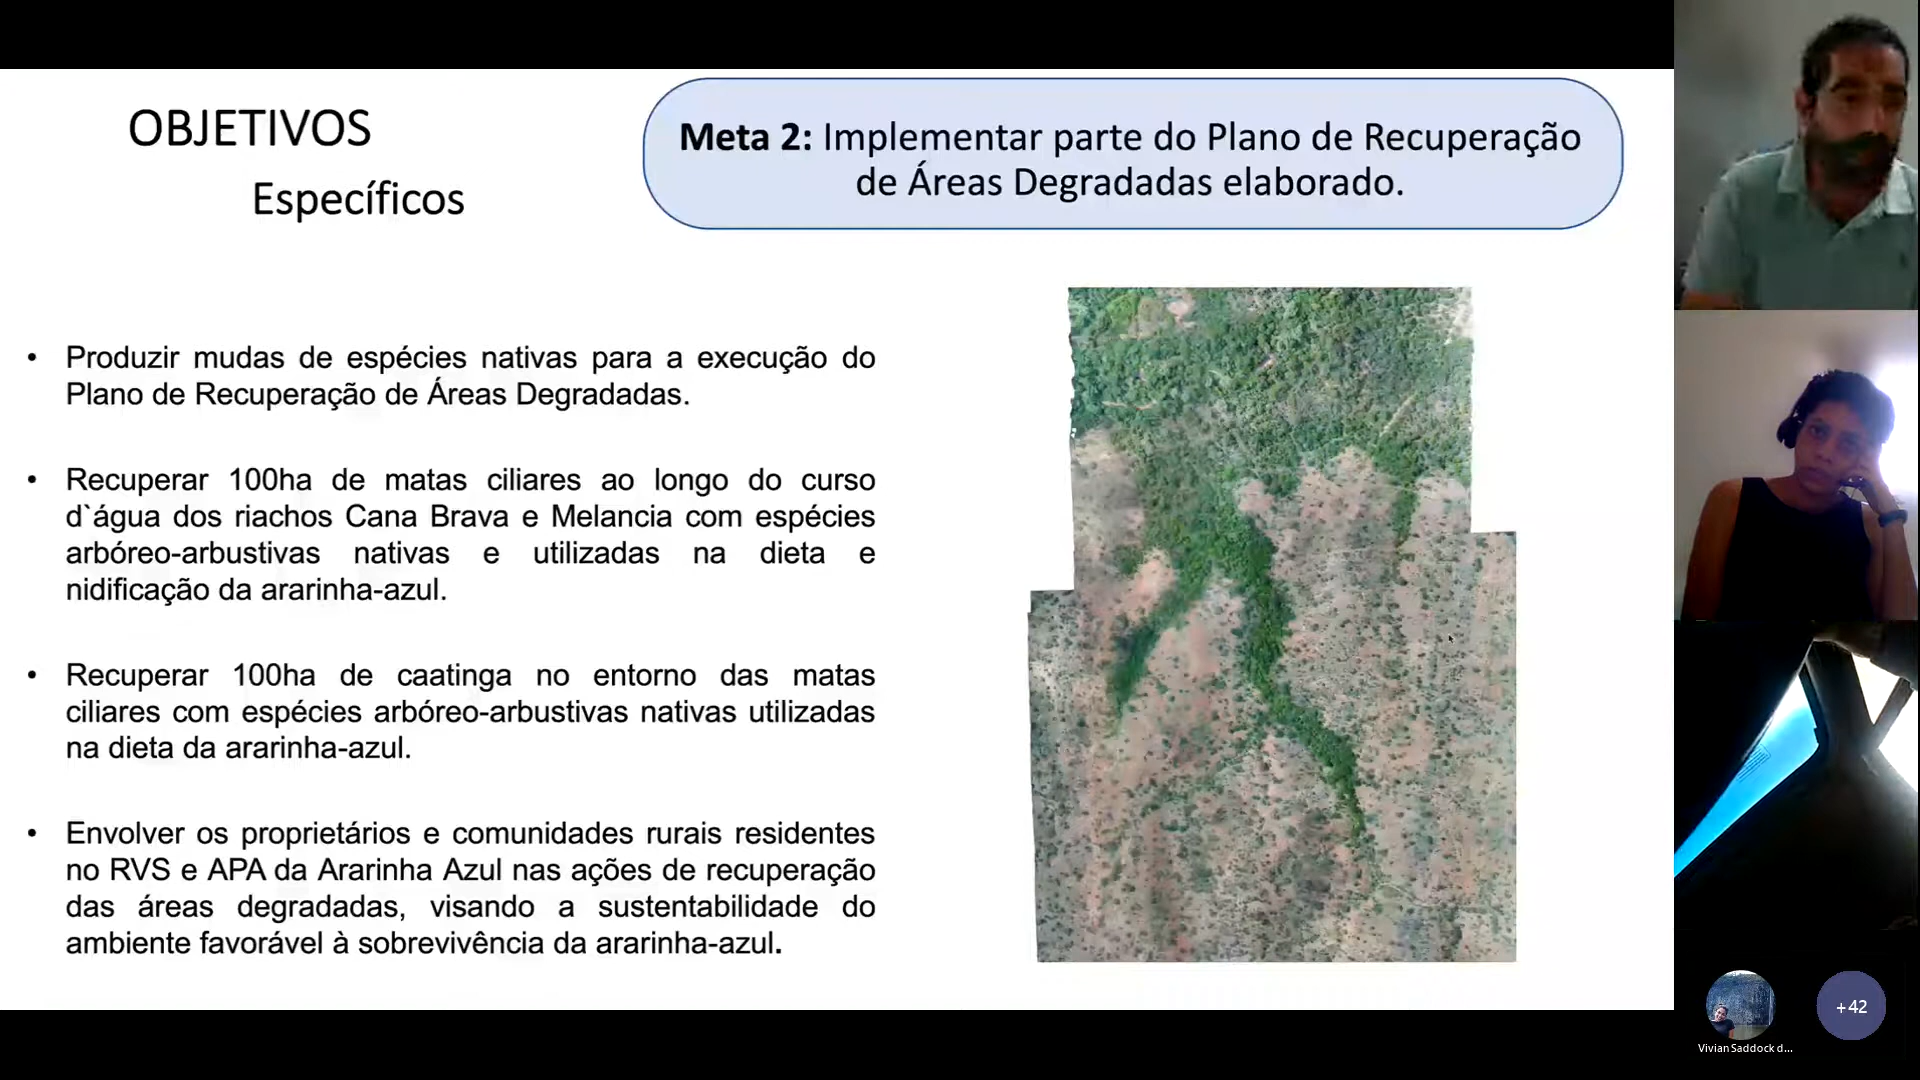 OBJETIVOS
Específicos
Meta 2: Implementar parte do Plano de Recuperação
de Áreas Degradadas elaborado.
• Produzir mudas de espécies nativas para a execução do
Plano de Recuperação de Áreas Degradadas.
• Recuperar 100ha de matas ciliares ao longo do curso
d`água dos riachos Cana Brava e Melancia com espécies
arbóreo-arbustivas nativas e utilizadas na dieta e
nidificação da ararinha-azul.
• Recuperar 100ha de caatinga no entorno das matas
ciliares com espécies arbóreo-arbustivas nativas utilizadas
na dieta da ararinha-azul.
• Envolver os proprietários e comunidades rurais residentes
no RVS e APA da Ararinha Azul nas ações de recuperação
das áreas degradadas, visando a sustentabilidade do
ambiente favorável à sobrevivência da ararinha-azul.
+42
Vivian Saddock d...